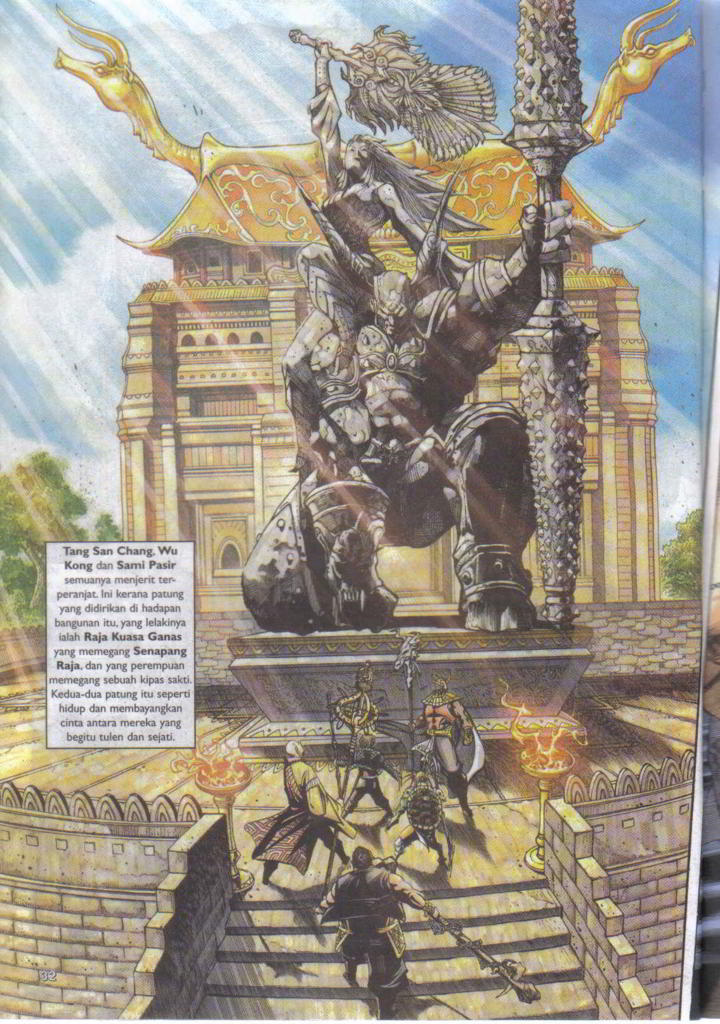 Tang San Chang, Wu
Kong dan Sami Pasir
semuanya menjerit ter-
peranjat. Ini kerana patung
yang didirikan di hadapan
bangunan itu, yang lelakinya
ialah Raja Kuasa Ganas
yang memegang Senapang
Raja, dan yang perempuan
memegang sebuah kipas sakti.
Kedua-dua patung itu seperti
hidup dan membayangkan
cinta antara mereka yang
begitu tulen dan sejati.
32